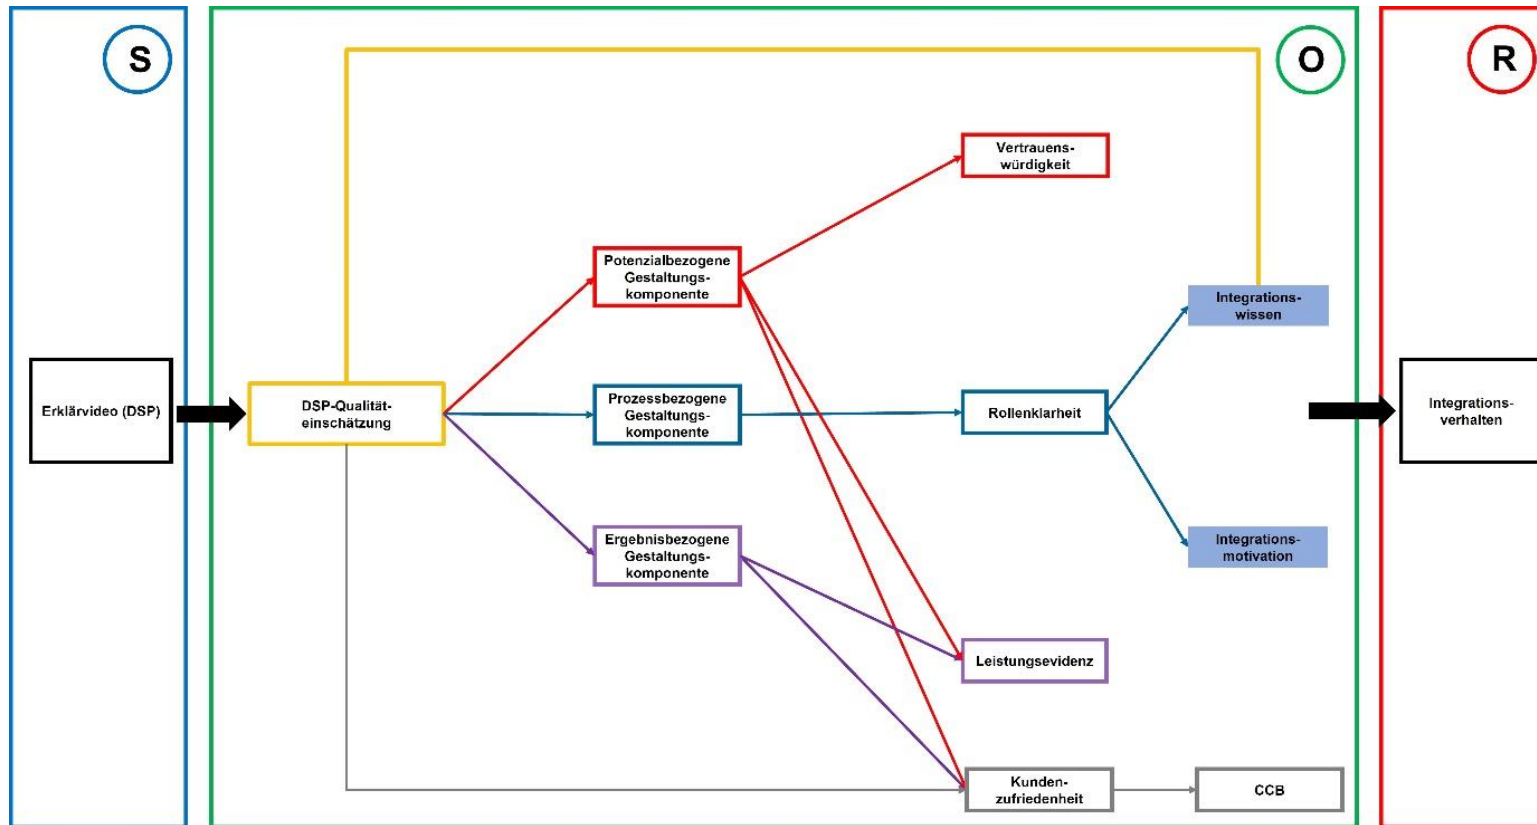 S
O
R
Vertrauens-
würdigkeit
Potenzialbezogene
Gestaltungs-
komponente
Integrations-
wissen
Erklärvideo (DSP)
DSP-Qualität-
einschätzung
Prozessbezogene
Gestaltungs-
komponente
Rollenklarheit
Integrations-
verhalten
Ergebnisbezogene
Gestaltungs-
komponente
Integrations-
motivation
Leistungsevidenz
Kunden-
zufriedenheit
CCB